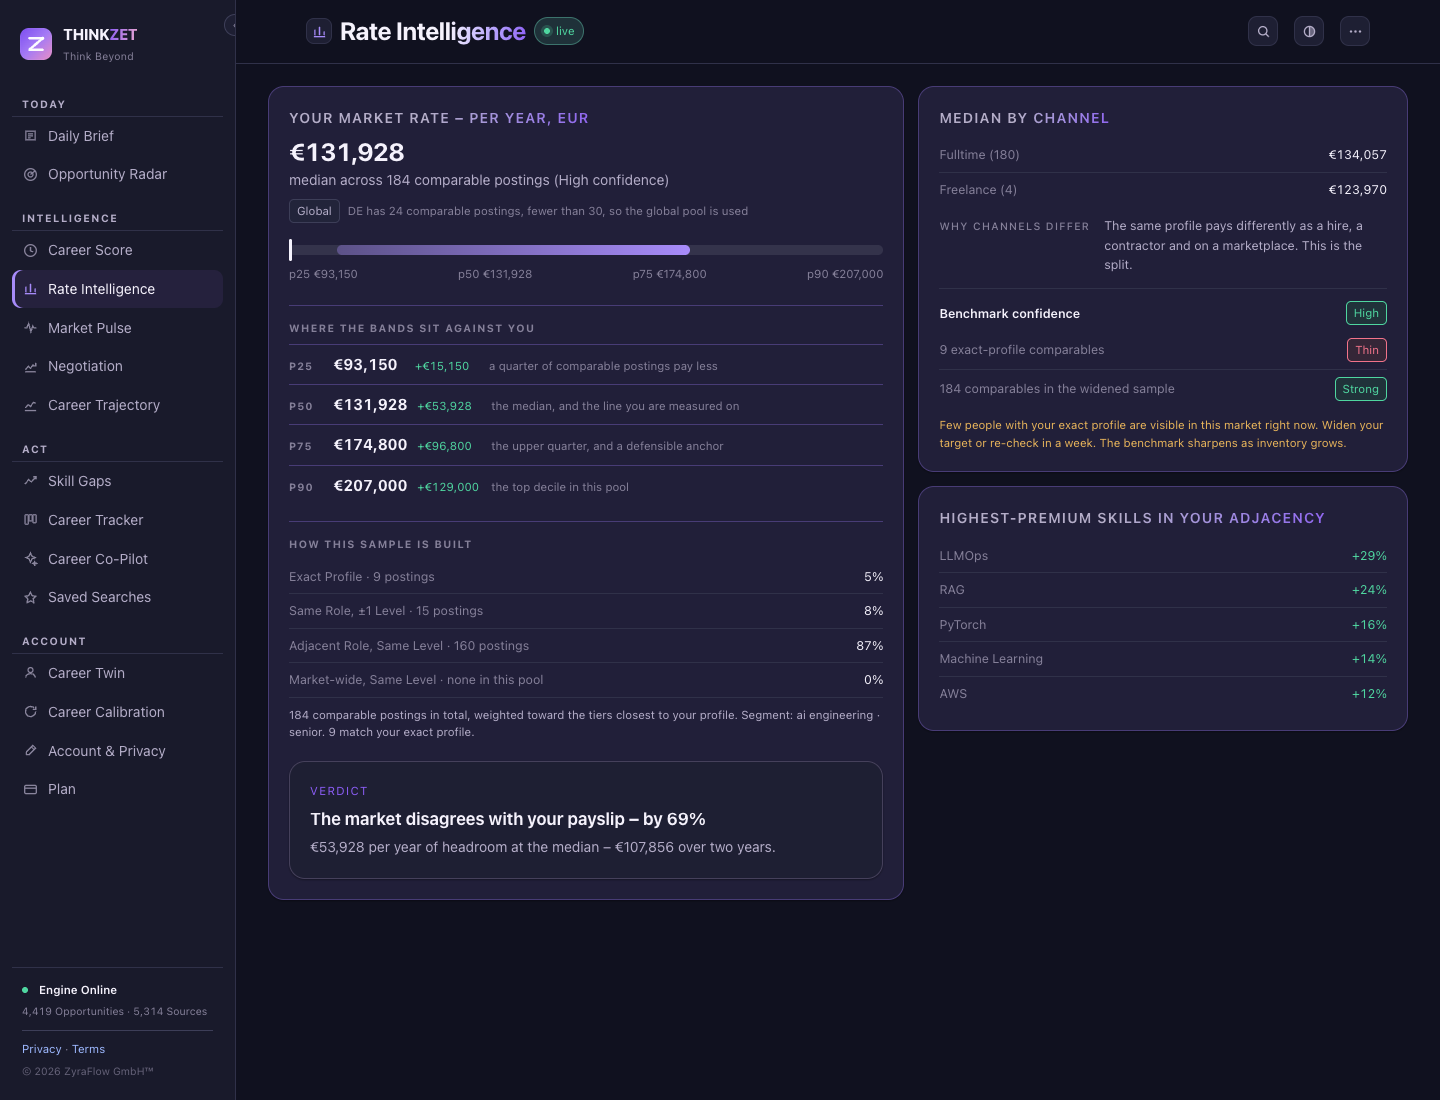 THINKZET
Think Beyond
TODAY
Daily Brief
Opportunity Radar
INTELLIGENCE
Career Score
Rate Intelligence
Market Pulse
Negotiation
Career Trajectory
ACT
Skill Gaps
Career Tracker
Career Co-Pilot
Saved Searches
ACCOUNT
Career Twin
Career Calibration
Account & Privacy
Plan
Engine Online
4,419 Opportunities · 5,314 Sources
Privacy · Terms
© 2026 ZyraFlow GmbH™
Rate Intelligence live
YOUR MARKET RATE – PER YEAR, EUR
€131,928
median across 184 comparable postings (High confidence)
Global DE has 24 comparable postings, fewer than 30, so the global pool is used
p25 €93,150 p50 €131,928 p75 €174,800 p90 €207,000
WHERE THE BANDS SIT AGAINST YOU
P25 €93,150 +€15,150 a quarter of comparable postings pay less
P50 €131,928 +€53,928 the median, and the line you are measured on
P75 €174,800 +€96,800 the upper quarter, and a defensible anchor
P90 €207,000 +€129,000 the top decile in this pool
HOW THIS SAMPLE IS BUILT
Exact Profile · 9 postings 5%
Same Role, ±1 Level · 15 postings 8%
Adjacent Role, Same Level · 160 postings 87%
Market-wide, Same Level · none in this pool 0%
184 comparable postings in total, weighted toward the tiers closest to your profile. Segment: ai engineering ·
senior. 9 match your exact profile.
VERDICT
The market disagrees with your payslip – by 69%
€53,928 per year of headroom at the median – €107,856 over two years.
MEDIAN BY CHANNEL
Fulltime (180) €134,057
Freelance (4) €123,970
WHY CHANNELS DIFFER The same profile pays differently as a hire, a
contractor and on a marketplace. This is the
split.
Benchmark confidence High
9 exact-profile comparables Thin
184 comparables in the widened sample Strong
Few people with your exact profile are visible in this market right now. Widen your
target or re-check in a week. The benchmark sharpens as inventory grows.
HIGHEST-PREMIUM SKILLS IN YOUR ADJACENCY
LLMOps +29%
RAG +24%
PyTorch +16%
Machine Learning +14%
AWS +12%